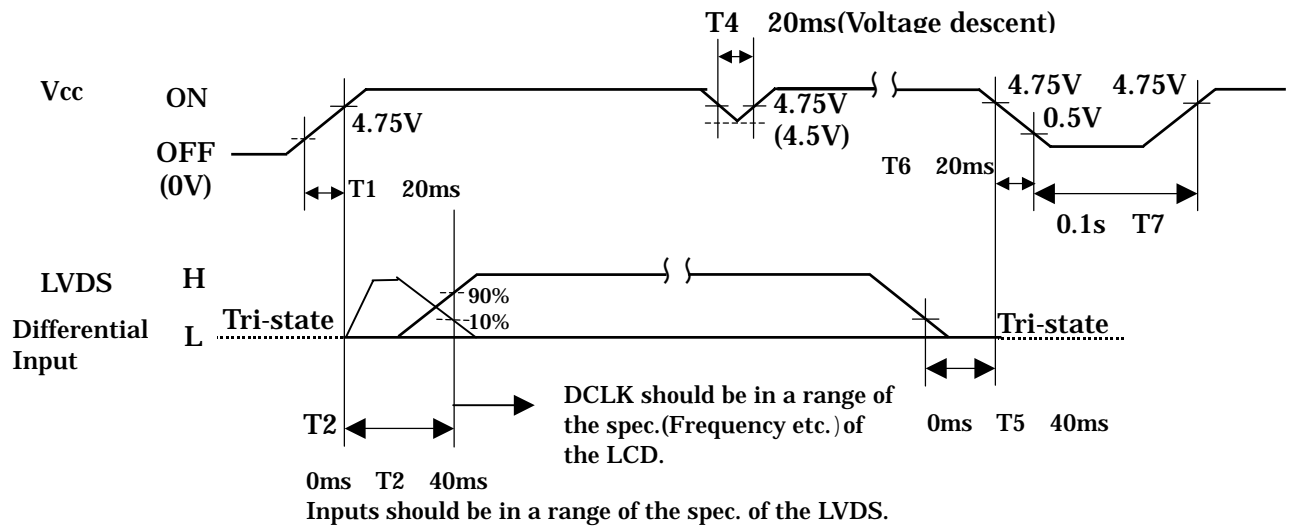 T4 20ms(Voltage descent)
Vcc
ON
4.75V
4.75V
(4.5V)
4.75V
4.75V
0.5V
OFF
(0V)
T1 20ms
T6 20ms
0.1s T7
LVDS
Differential
Input
H
L
Tri-state
90%
10%
Tri-state
T2
DCLK should be in a range of
the spec.(Frequency etc.)of
the LCD.
0ms T5 40ms
0ms T2 40ms
Inputs should be in a range of the spec. of the LVDS.